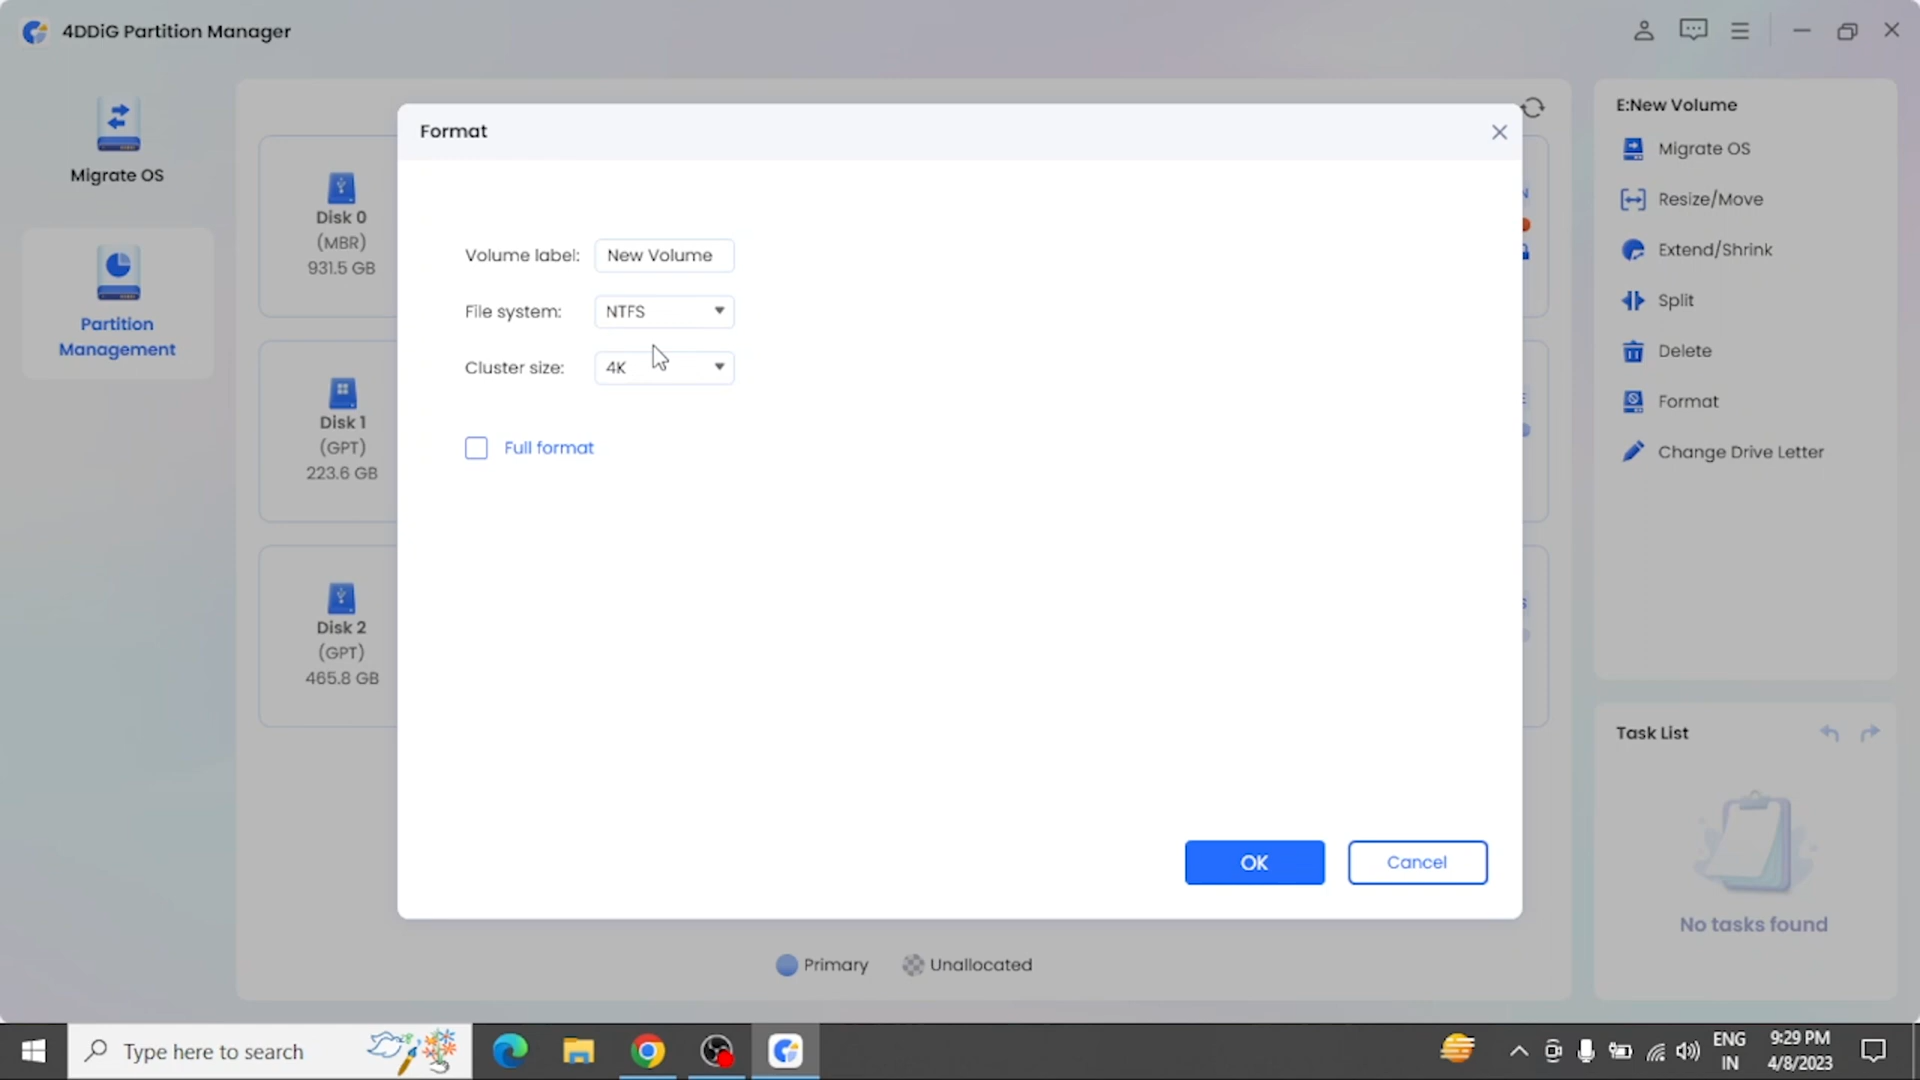 4DDiG Partition Manager
Migrate OS
Partition
Management
Disk 0
(MBR)
931.5 GB
Disk 1
(GPT)
223.6 GB
Disk 2
(GPT)
465.8 GB
Format
Volume label: New Volume
File system: NTFS
Cluster size: 4K
Full format
OK
Cancel
Primary
Unallocated
E:New Volume
Migrate OS
Resize/Move
Extend/Shrink
Split
Delete
Format
Change Drive Letter
Task List
No tasks found
Type here to search
ENG
IN
9:29 PM
4/8/2023